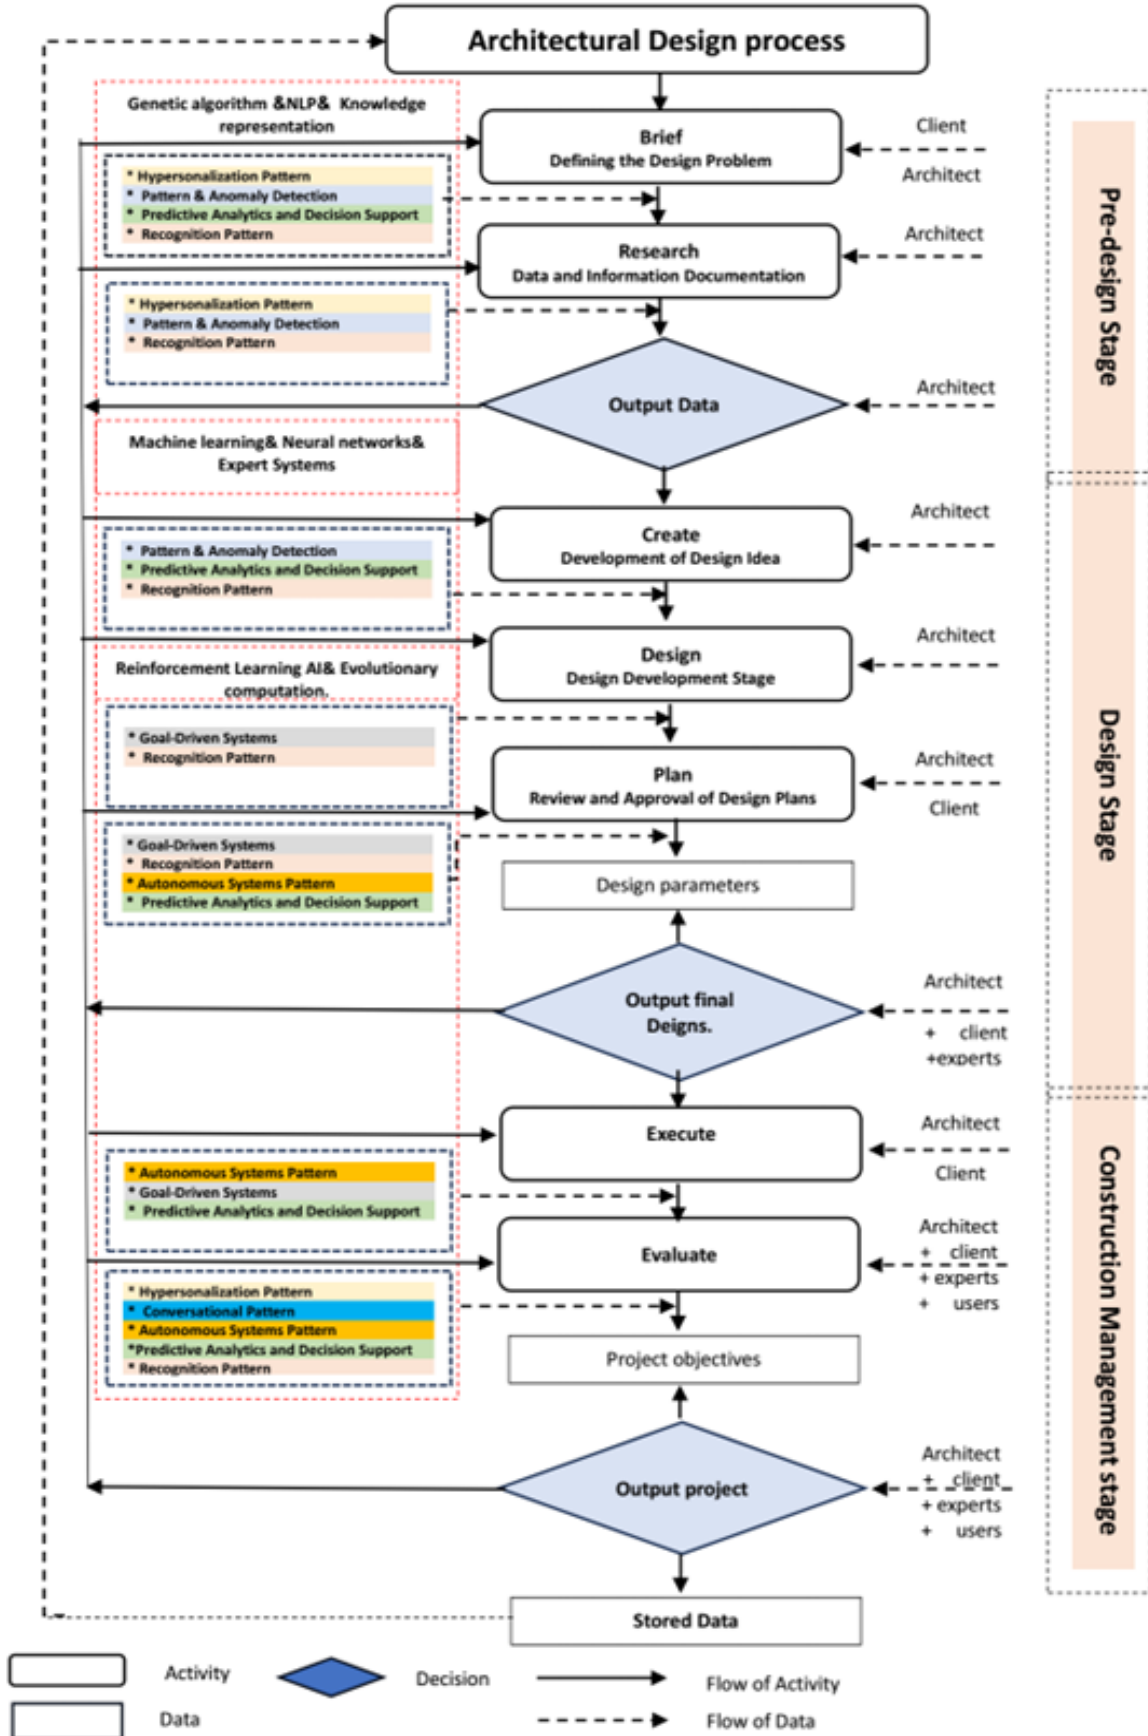 Architectural Design process
Genetic algorithm &NLP& Knowledge
representation
Brief
Defining the Design Problem
Client
Architect
* Hypersonalization Pattern
* Pattern & Anomaly Detection
* Predictive Analytics and Decision Support
* Recognition Pattern
Research
Data and Information Documentation
Architect
* Hypersonalization Pattern
* Pattern & Anomaly Detection
* Recognition Pattern
Output Data
Architect
Pre-design Stage
Machine learning& Neural networks&
Expert Systems
Create
Development of Design Idea
Architect
* Pattern & Anomaly Detection
* Predictive Analytics and Decision Support
* Recognition Pattern
Design
Design Development Stage
Architect
Reinforcement Learning AI& Evolutionary
computation.
* Goal-Driven Systems
* Recognition Pattern
Plan
Review and Approval of Design Plans
Architect
Client
* Goal-Driven Systems
* Recognition Pattern
* Autonomous Systems Pattern
* Predictive Analytics and Decision Support
Design parameters
Output final
Deigns.
Architect
+ client
+experts
Design Stage
Execute
Architect
Client
* Autonomous Systems Pattern
* Goal-Driven Systems
* Predictive Analytics and Decision Support
Evaluate
Architect
+ client
+ experts
+ users
* Hypersonalization Pattern
* Conversational Pattern
* Autonomous Systems Pattern
*Predictive Analytics and Decision Support
* Recognition Pattern
Project objectives
Output project
Architect
+ client
+ experts
+ users
Construction Management stage
Stored Data
Activity
Decision
Flow of Activity
Data
Flow of Data